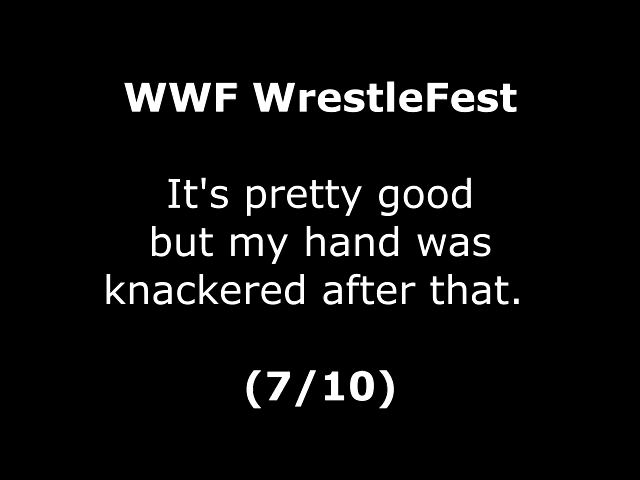 WWF WrestleFest
It's pretty good
but my hand was
knackered after that.
(7/10)